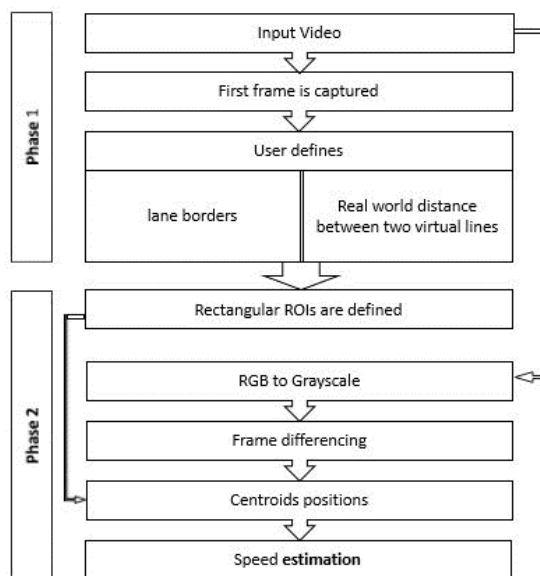 Phase 1
Input Video
First frame is captured
User defines
lane borders
Real world distance
between two virtual lines
Phase 2
Rectangular ROIs are defined
RGB to Grayscale
Frame differencing
Centroids positions
Speed estimation